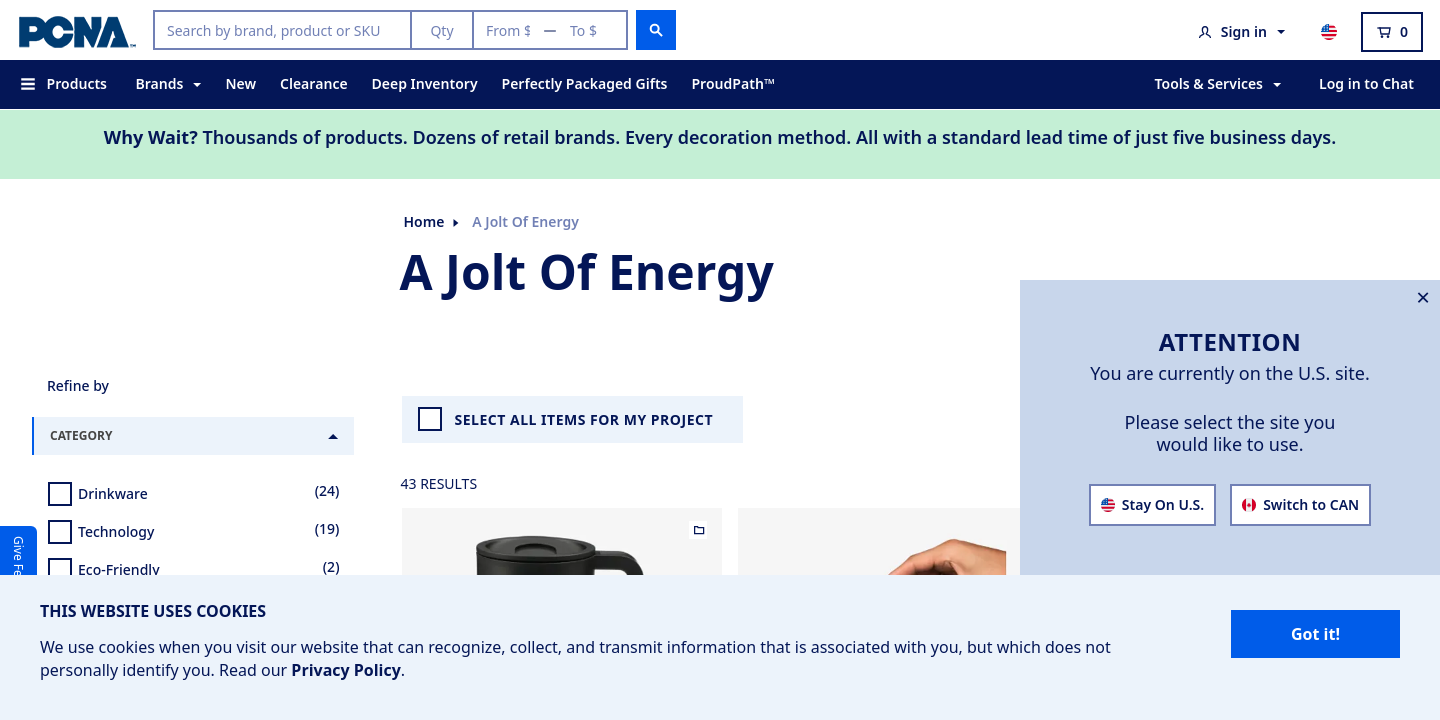 PCNA™
Search by brand, product or SKU
Qty
From $ — To $
Sign in
0
Products
Brands
New
Clearance
Deep Inventory
Perfectly Packaged Gifts
ProudPath™
Tools & Services
Log in to Chat
Why Wait? Thousands of products. Dozens of retail brands. Every decoration method. All with a standard lead time of just five business days.
Home
A Jolt Of Energy
A Jolt Of Energy
Refine by
CATEGORY
Drinkware (24)
Technology (19)
Eco-Friendly (2)
Give Fe
SELECT ALL ITEMS FOR MY PROJECT
43 RESULTS
ATTENTION
You are currently on the U.S. site.
Please select the site you
would like to use.
Stay On U.S.
Switch to CAN
THIS WEBSITE USES COOKIES
We use cookies when you visit our website that can recognize, collect, and transmit information that is associated with you, but which does not
personally identify you. Read our Privacy Policy.
Got it!